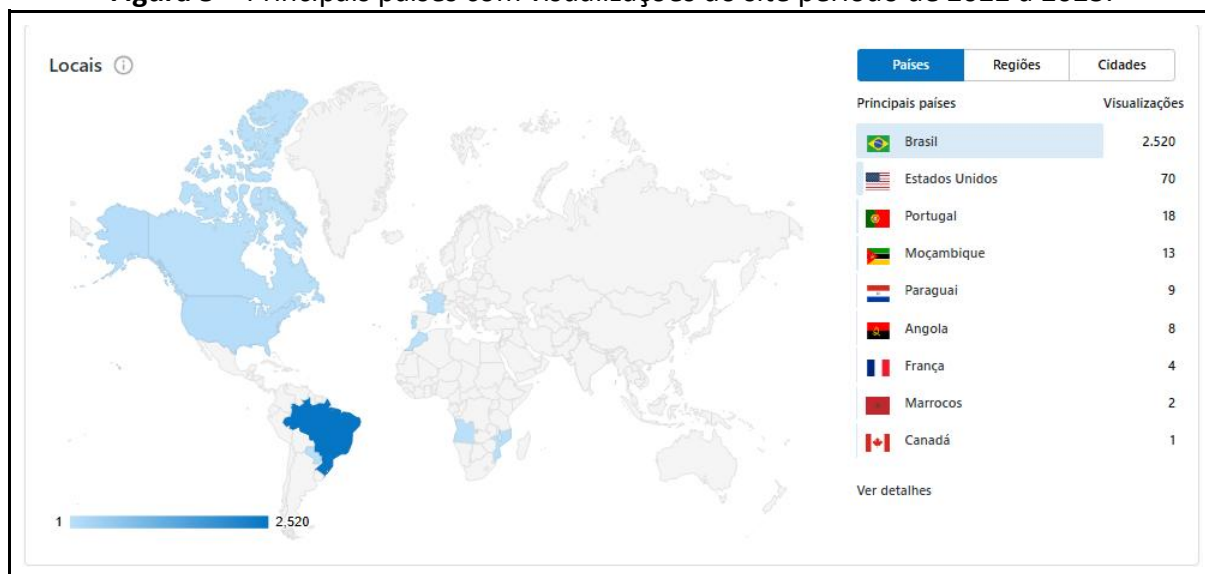 Locais
Países Regiões Cidades
Principais países Visualizações
Brasil 2.520
Estados Unidos 70
Portugal 18
Moçambique 13
Paraguai 9
Angola 8
França 4
Marrocos 2
Canadá 1
Ver detalhes
1 2,520